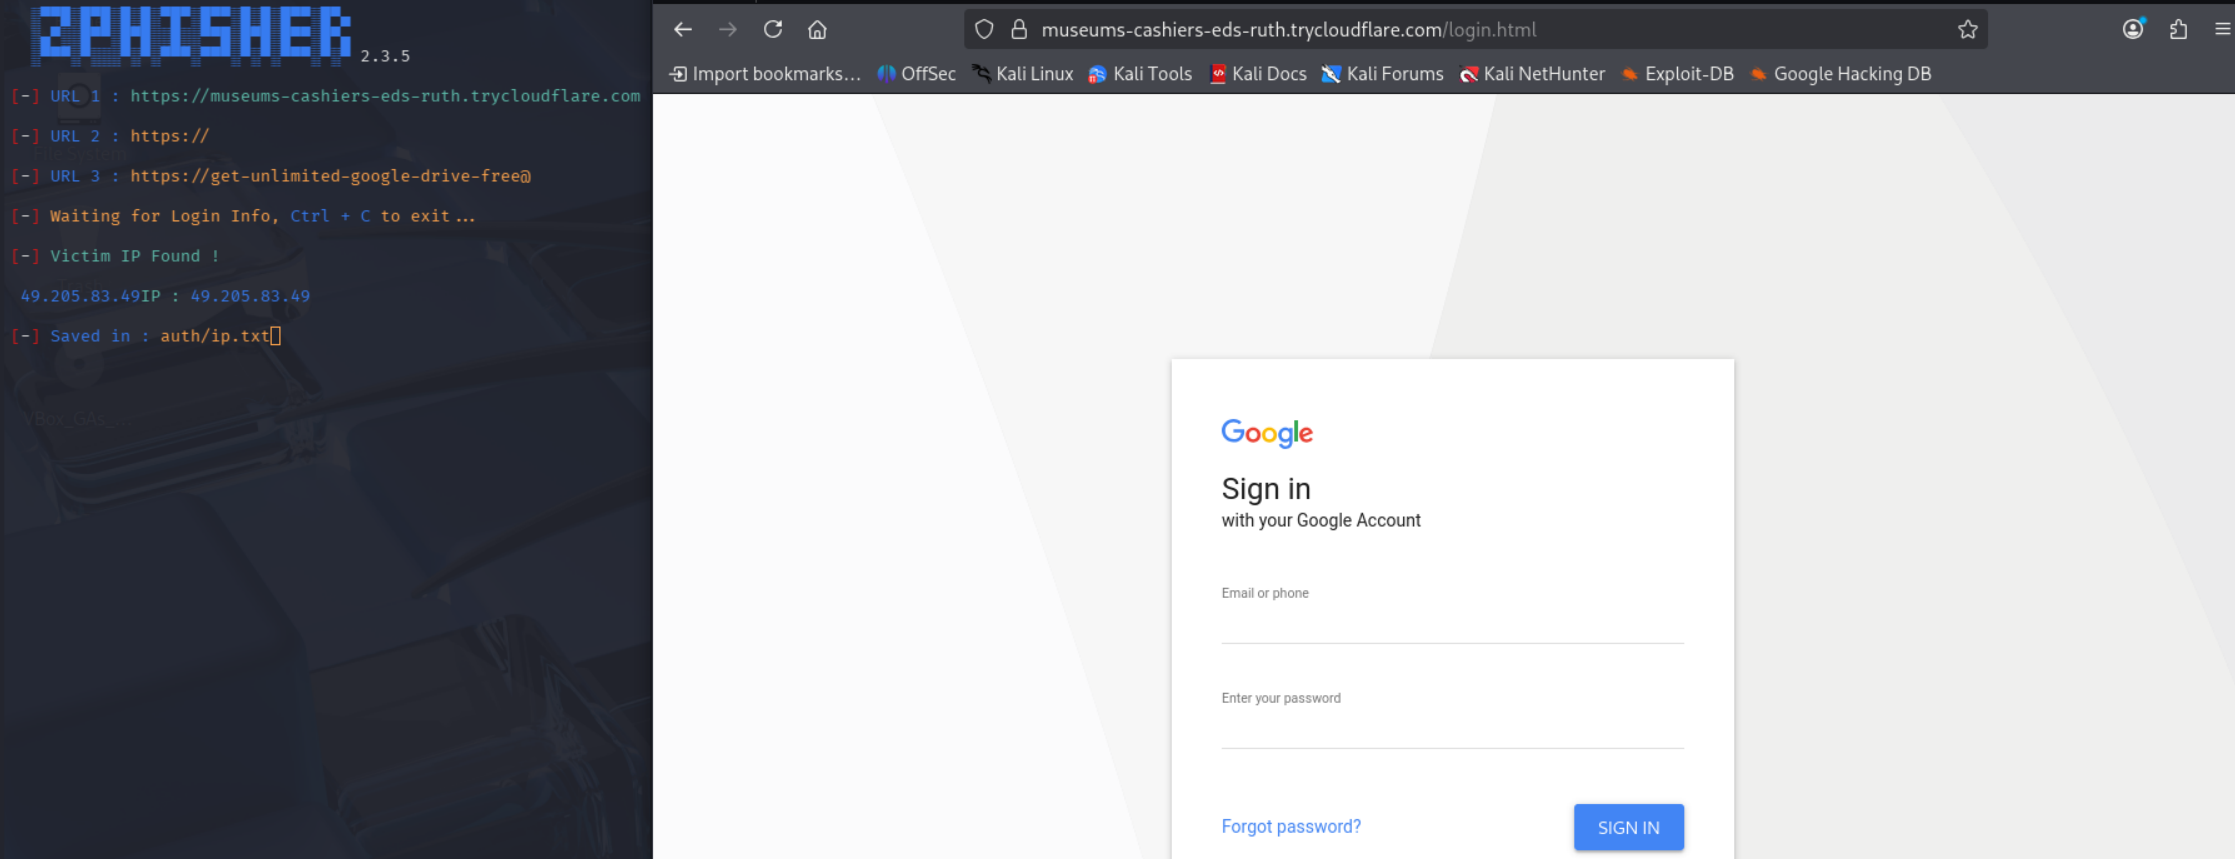 ZPHISHER 2.3.5
[-] URL 1 : https://museums-cashiers-eds-ruth.trycloudflare.com
[-] URL 2 : https://
File System
[-] URL 3 : https://get-unlimited-google-drive-free@
[-] Waiting for Login Info, Ctrl + C to exit...
[-] Victim IP Found !
49.205.83.49IP : 49.205.83.49
[-] Saved in : auth/ip.txt
VBox_GAs_...
museums-cashiers-eds-ruth.trycloudflare.com/login.html
Import bookmarks... OffSec Kali Linux Kali Tools Kali Docs Kali Forums Kali NetHunter Exploit-DB Google Hacking DB
Google
Sign in
with your Google Account
Email or phone
Enter your password
Forgot password? SIGN IN